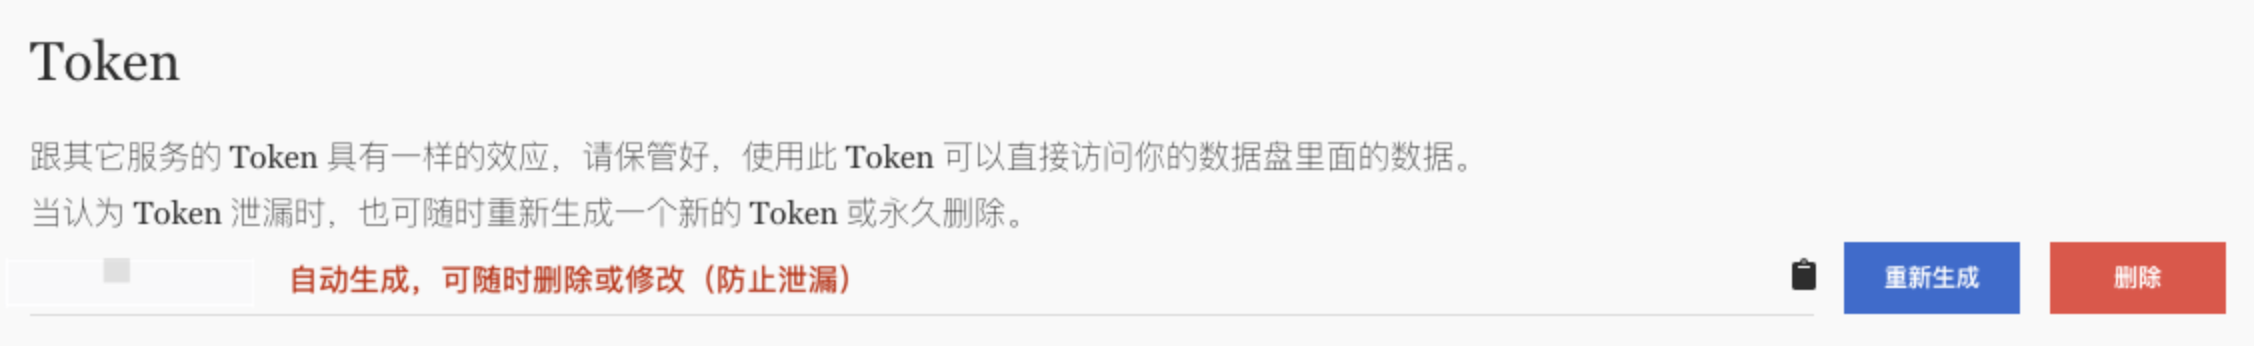 Token
跟其它服务的 Token 具有一样的效应，请保管好，使用此 Token 可以直接访问你的数据盘里面的数据。
当认为 Token 泄漏时，也可随时重新生成一个新的 Token 或永久删除。
自动生成，可随时删除或修改（防止泄漏） 重新生成 删除